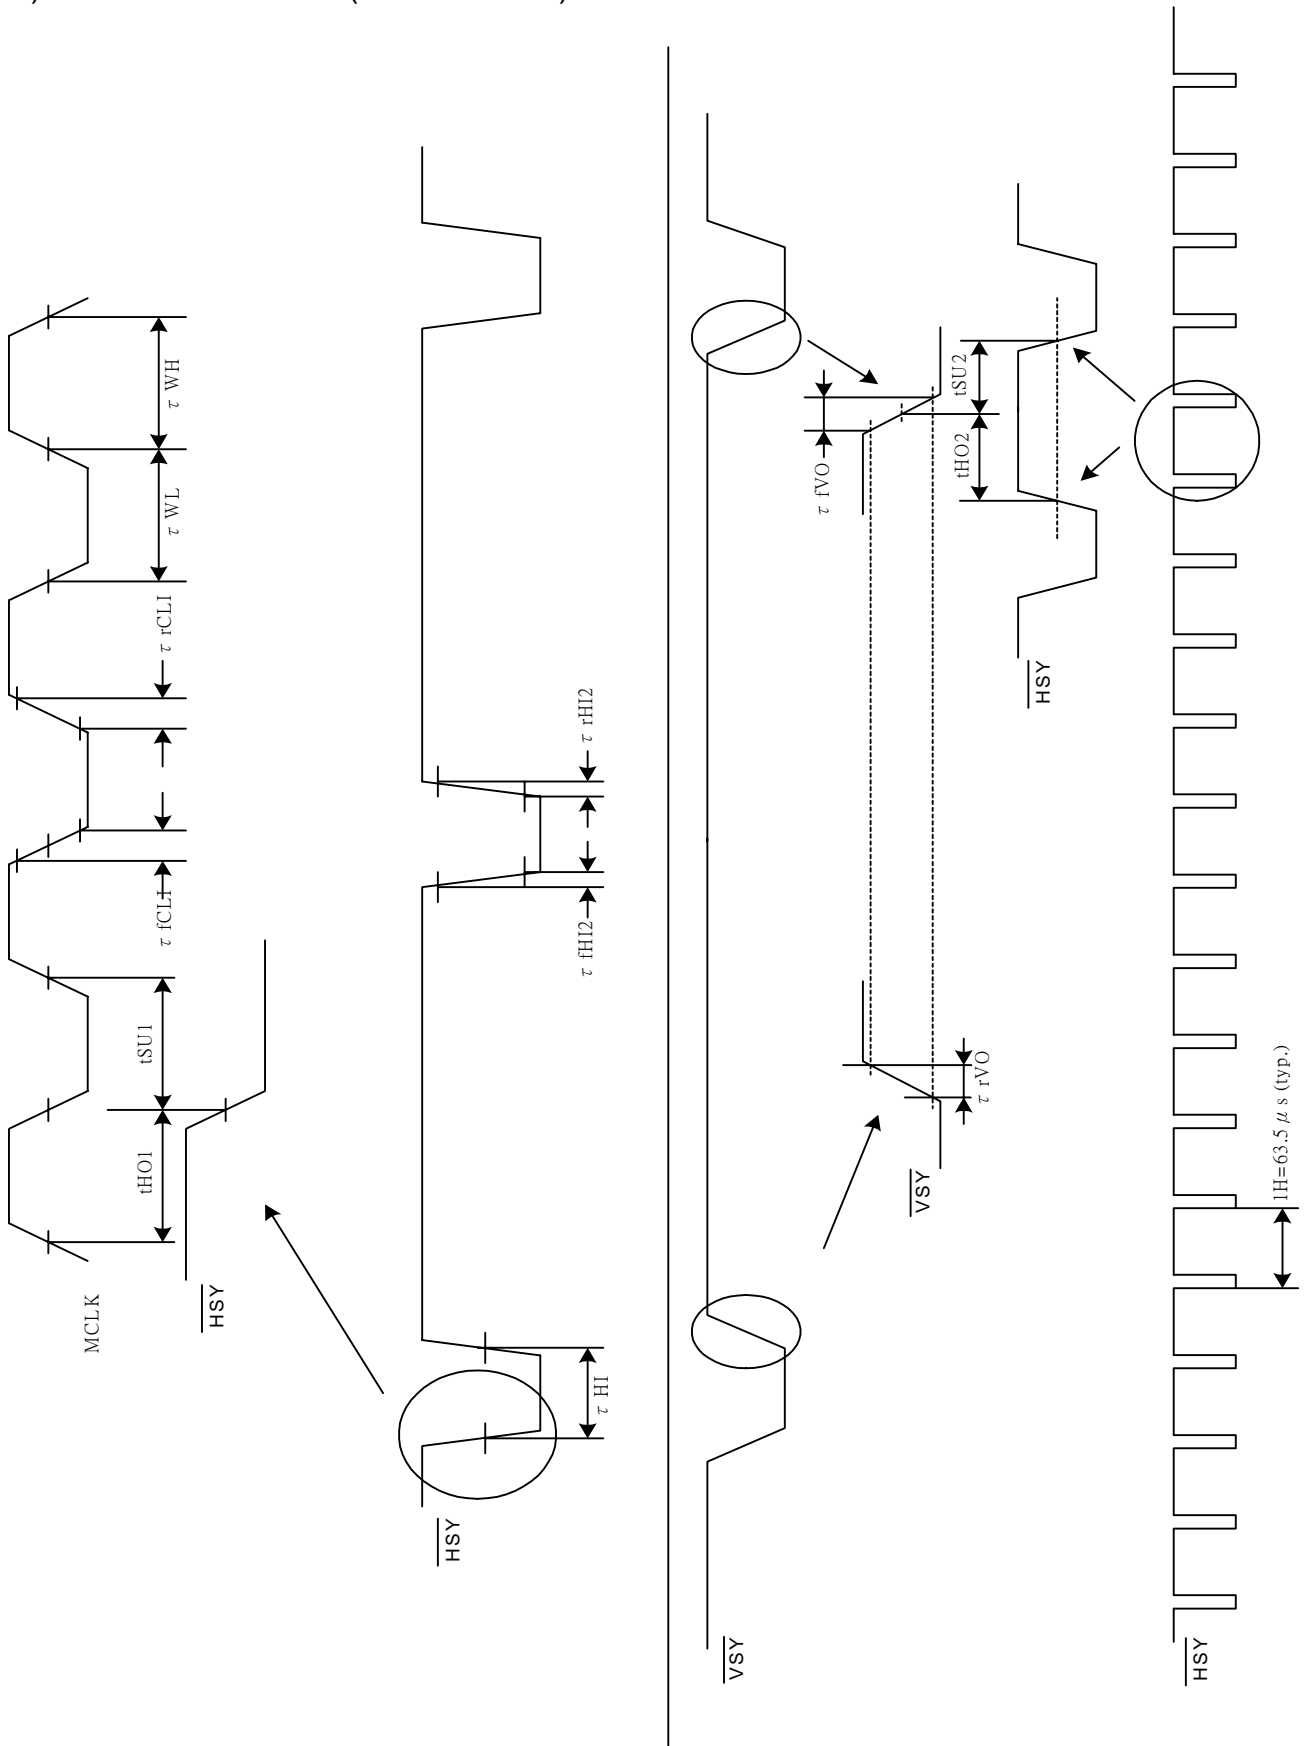 MCLK
tHO1
tSU1
τ fCLI
τ rCLI
τ WL
τ WH
HSY
HSY
τ HI
τ fHI2
τ rHI2
VSY
VSY
τ rVO
τ fVO
HSY
tHO2
tSU2
HSY
1H=63.5 μ s (typ.)